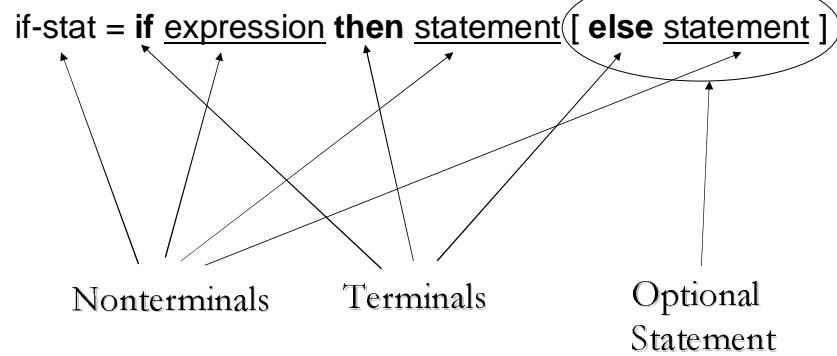 if-stat = if expression then statement [ else statement ]
Nonterminals Terminals Optional
Statement